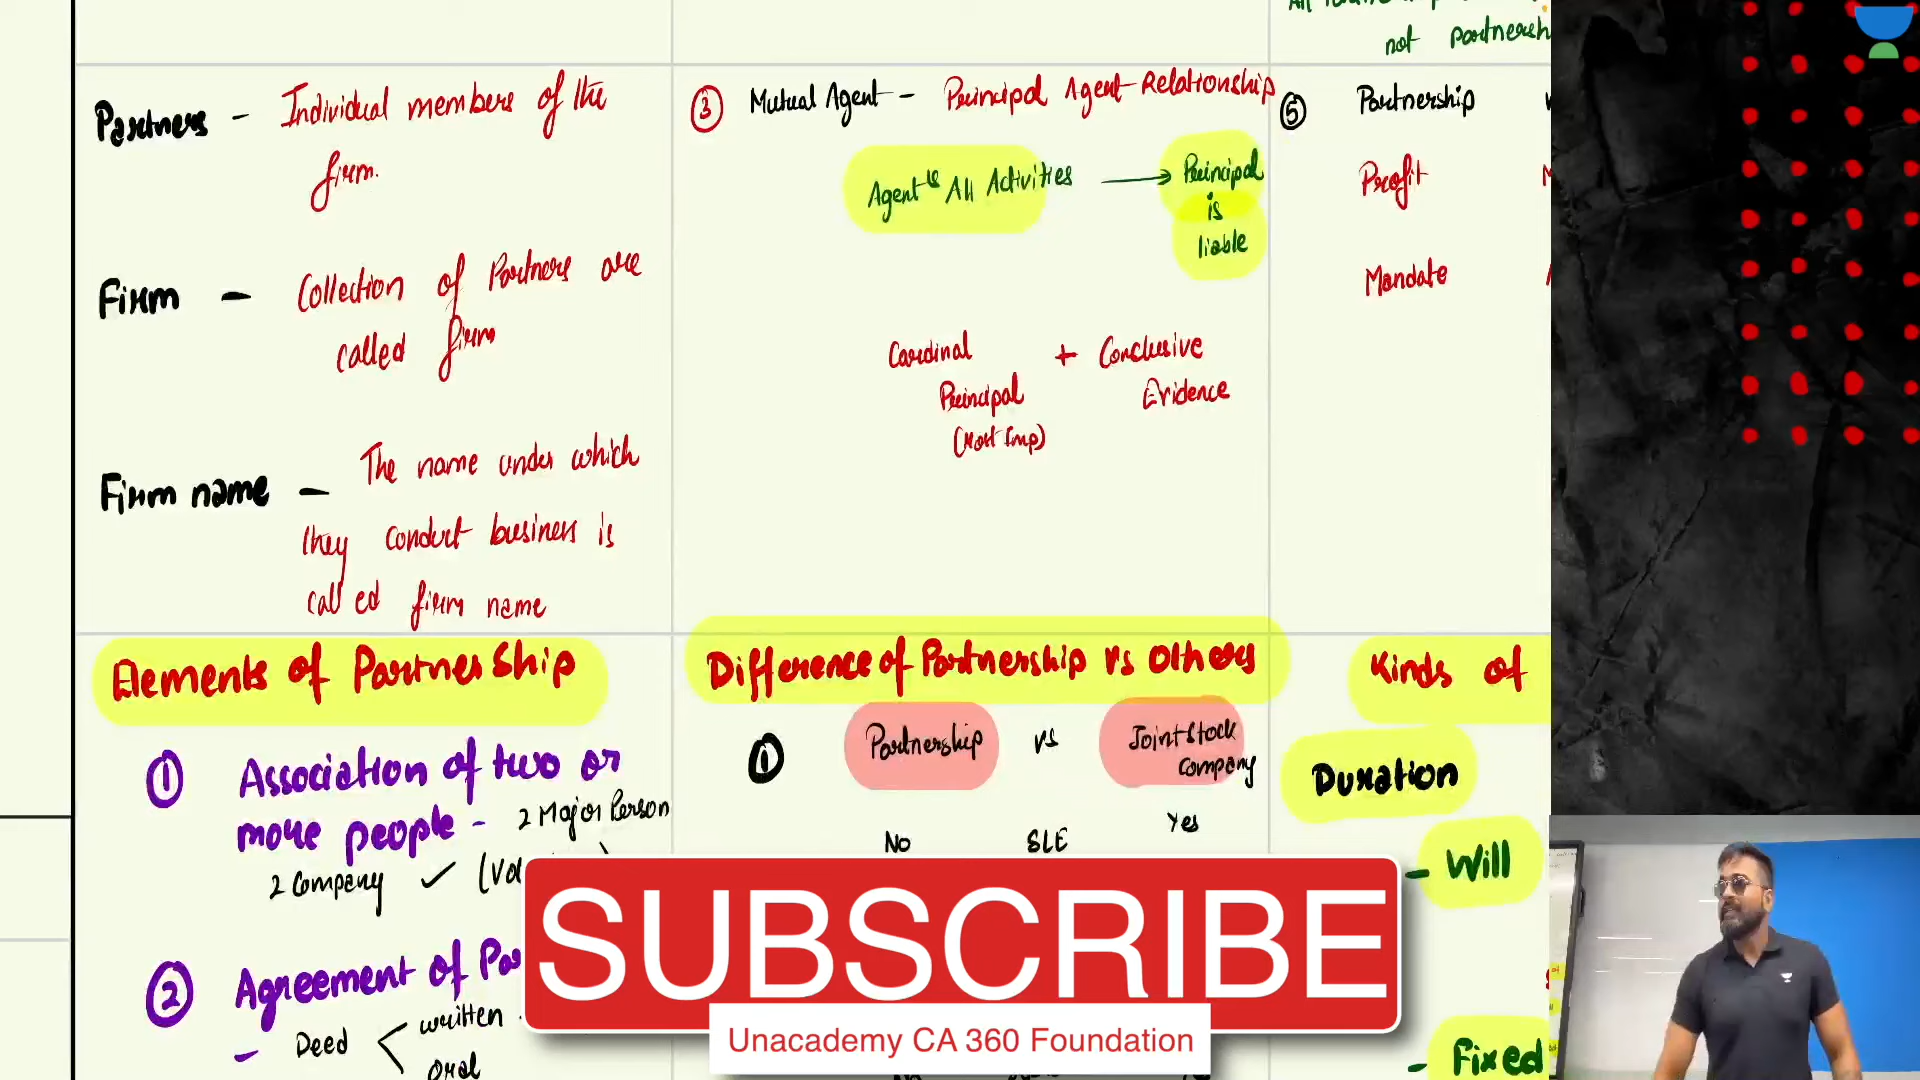 not
Partners - Individual members of the
firm.
Firm - Collection of Partners are
called firm
Firm name - The name under which
they conduct business is
called firm name
③ Mutual Agent - Principal Agent Relationship
Agent's All Activities → Principal
is
liable
Cardinal + Conclusive
Principal Evidence
(Most Imp)
⑤ Partnership
Profit
Mandate
Elements of Partnership
① Association of two or
more people - 2 Major Person
2 Company ✓
② Agreement of
- Deed < written
oral
Difference of Partnership vs Others
① Partnership vs Joint Stock
Company
No SLE Yes
Kinds of
Duration
- Will
- Fixed
SUBSCRIBE
Unacademy CA 360 Foundation